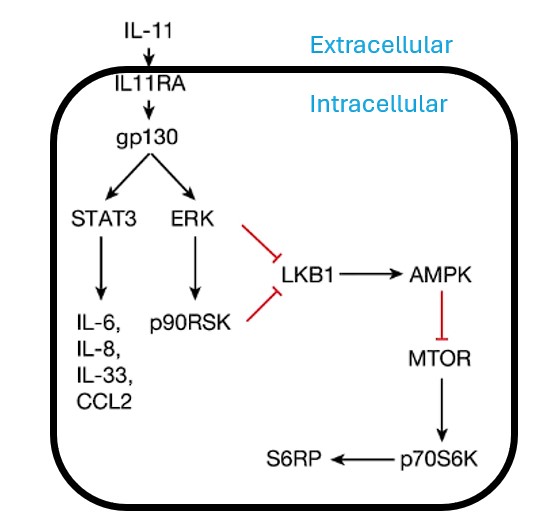 IL-11
Extracellular
IL11RA
Intracellular
gp130
STAT3
ERK
LKB1
AMPK
IL-6,
IL-8,
IL-33,
CCL2
p90RSK
MTOR
S6RP
p70S6K